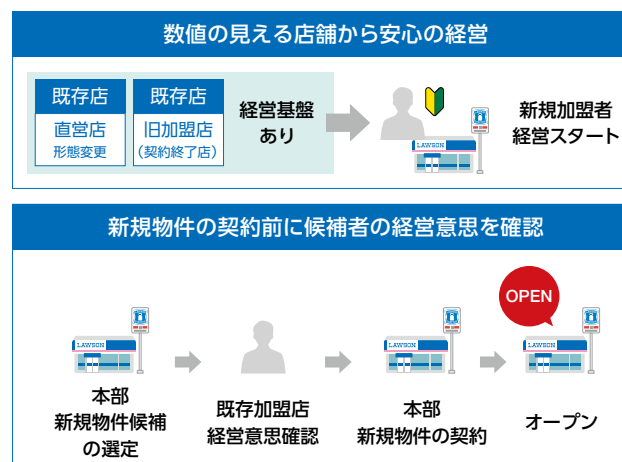 数値の見える店舗から安心の経営
既存店
直営店
形態変更
既存店
旧加盟店
(契約終了店)
経営基盤
あり
LAWSON
新規加盟者
経営スタート
新規物件の契約前に候補者の経営意思を確認
LAWSON
本部
新規物件候補
の選定
既存加盟店
経営意思確認
LAWSON
本部
新規物件の契約
OPEN
LAWSON
オープン